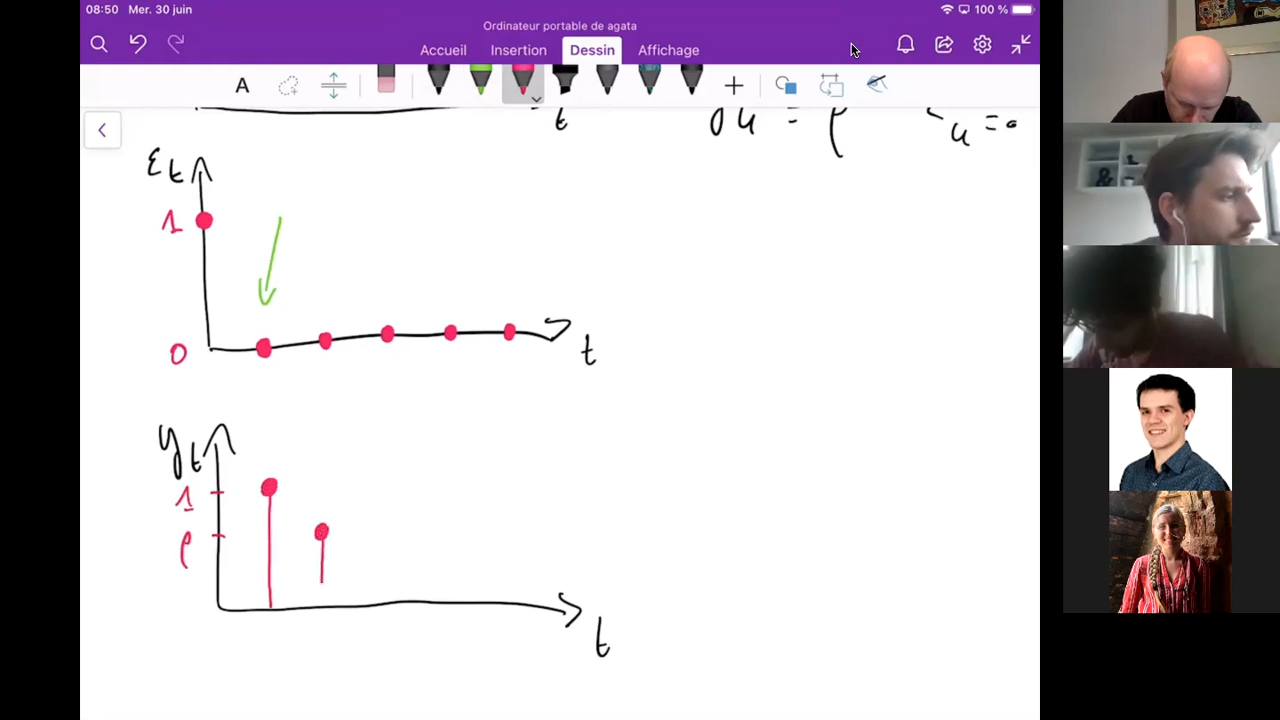 08:50 Mer. 30 juin 100 %
Ordinateur portable de agata
Accueil Insertion Dessin Affichage
A
t
εt
1
0
t
yt
1
ρ
t